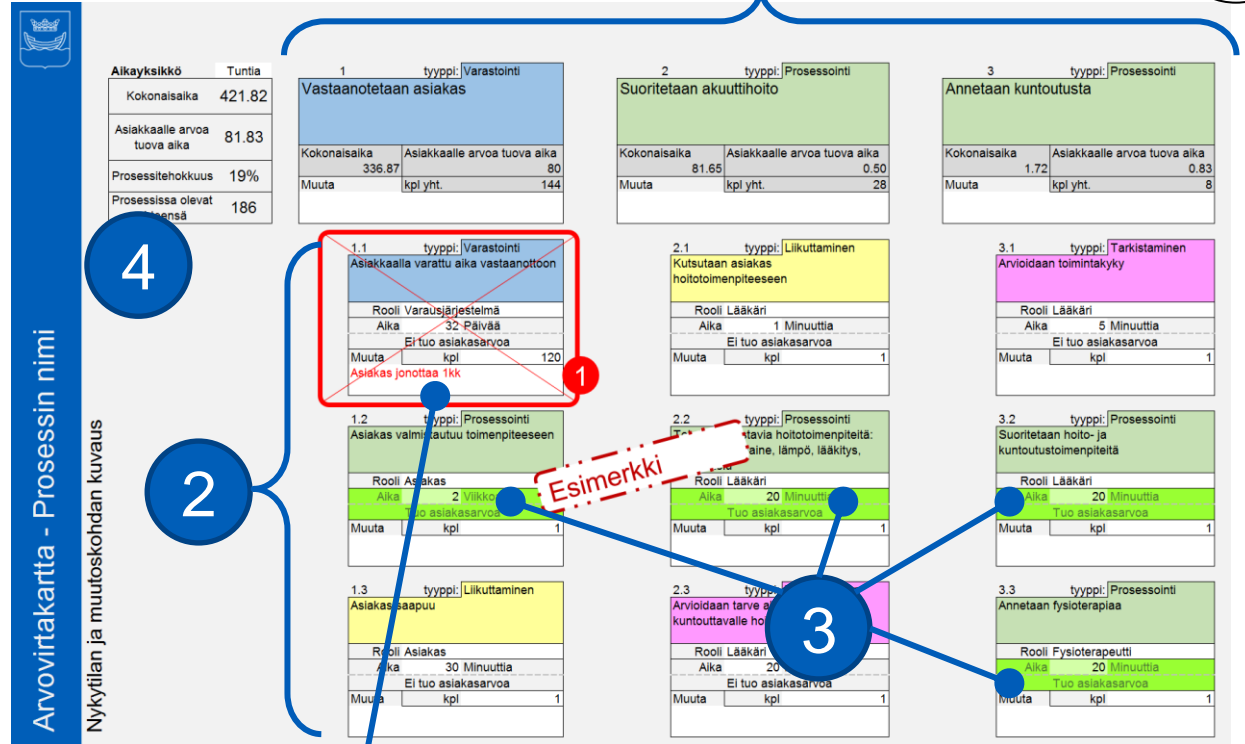 Arvovirtakartta - Prosessin nimi
Nykytilan ja muutoskohdan kuvaus
Aikayksikkö Tuntia
Kokonaisaika 421.82
Asiakkaalle arvoa
tuova aika 81.83
Prosessitehokkuus 19%
Prosessissa olevat
186
1 tyyppi: Varastointi
Vastaanotetaan asiakas
Kokonaisaika Asiakkaalle arvoa tuova aika
336.87 80
Muuta kpl yht. 144
2 tyyppi: Prosessointi
Suoritetaan akuuttihoito
Kokonaisaika Asiakkaalle arvoa tuova aika
81.65 0.50
Muuta kpl yht. 28
3 tyyppi: Prosessointi
Annetaan kuntoutusta
Kokonaisaika Asiakkaalle arvoa tuova aika
1.72 0.83
Muuta kpl yht. 8
4
2
1.1 tyyppi: Varastointi
Asiakkaalla varattu aika vastaanottoon
Rooli Varausjärjestelmä
Aika 32 Päivää
Ei tuo asiakasarvoa
Muuta kpl 120
Asiakas jonottaa 1kk
1
2.1 tyyppi: Liikuttaminen
Kutsutaan asiakas
hoitotoimenpiteeseen
Rooli Lääkäri
Aika 1 Minuuttia
Ei tuo asiakasarvoa
Muuta kpl 1
3.1 tyyppi: Tarkistaminen
Arvioidaan toimintakyky
Rooli Lääkäri
Aika 5 Minuuttia
Ei tuo asiakasarvoa
Muuta kpl 1
1.2 tyyppi: Prosessointi
Asiakas valmistautuu toimenpiteeseen
Rooli Asiakas
Aika 2 Viikko
Tuo asiakasarvoa
Muuta kpl 1
Esimerkki
2.2 tyyppi: Prosessointi
hoitotoimenpiteitä:
lämpö, lääkitys,
Rooli Lääkäri
Aika 20 Minuuttia
Tuo asiakasarvoa
Muuta kpl 1
3.2 tyyppi: Prosessointi
Suoritetaan hoito- ja
kuntoutustoimenpiteitä
Rooli Lääkäri
Aika 20 Minuuttia
Tuo asiakasarvoa
Muuta kpl 1
1.3 tyyppi: Liikuttaminen
Asiakas saapuu
Rooli Asiakas
Aika 30 Minuuttia
Ei tuo asiakasarvoa
Muuta kpl 1
2.3 tyyppi:
Arvioidaan tarve
kuntouttavalle
Rooli Lääkäri
Aika 20
Ei tuo asiakasarvoa
Muuta kpl 1
3
3.3 tyyppi: Prosessointi
Annetaan fysioterapiaa
Rooli Fysioterapeutti
Aika 20 Minuuttia
Tuo asiakasarvoa
Muuta kpl 1